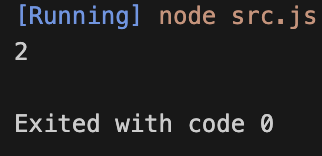 [Running] node src.js
2
Exited with code 0